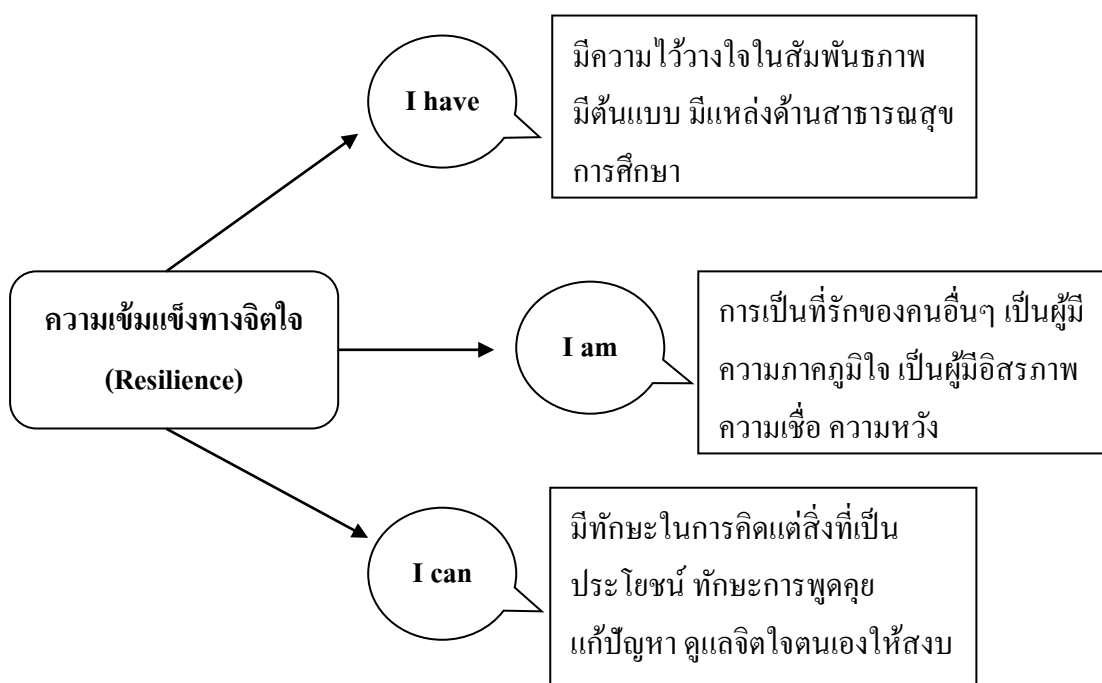 I have
มีความไว้วางใจในสัมพันธภาพ
มีต้นแบบ มีแหล่งด้านสาธารณสุข
การศึกษา
ความเข้มแข็งทางจิตใจ
(Resilience)
I am
การเป็นที่รักของคนอื่นๆ เป็นผู้มี
ความภาคภูมิใจ เป็นผู้มีอิสรภาพ
ความเชื่อ ความหวัง
I can
มีทักษะในการคิดแต่สิ่งที่เป็น
ประโยชน์ ทักษะการพูดคุย
แก้ปัญหา ดูแลจิตใจตนเองให้สงบ